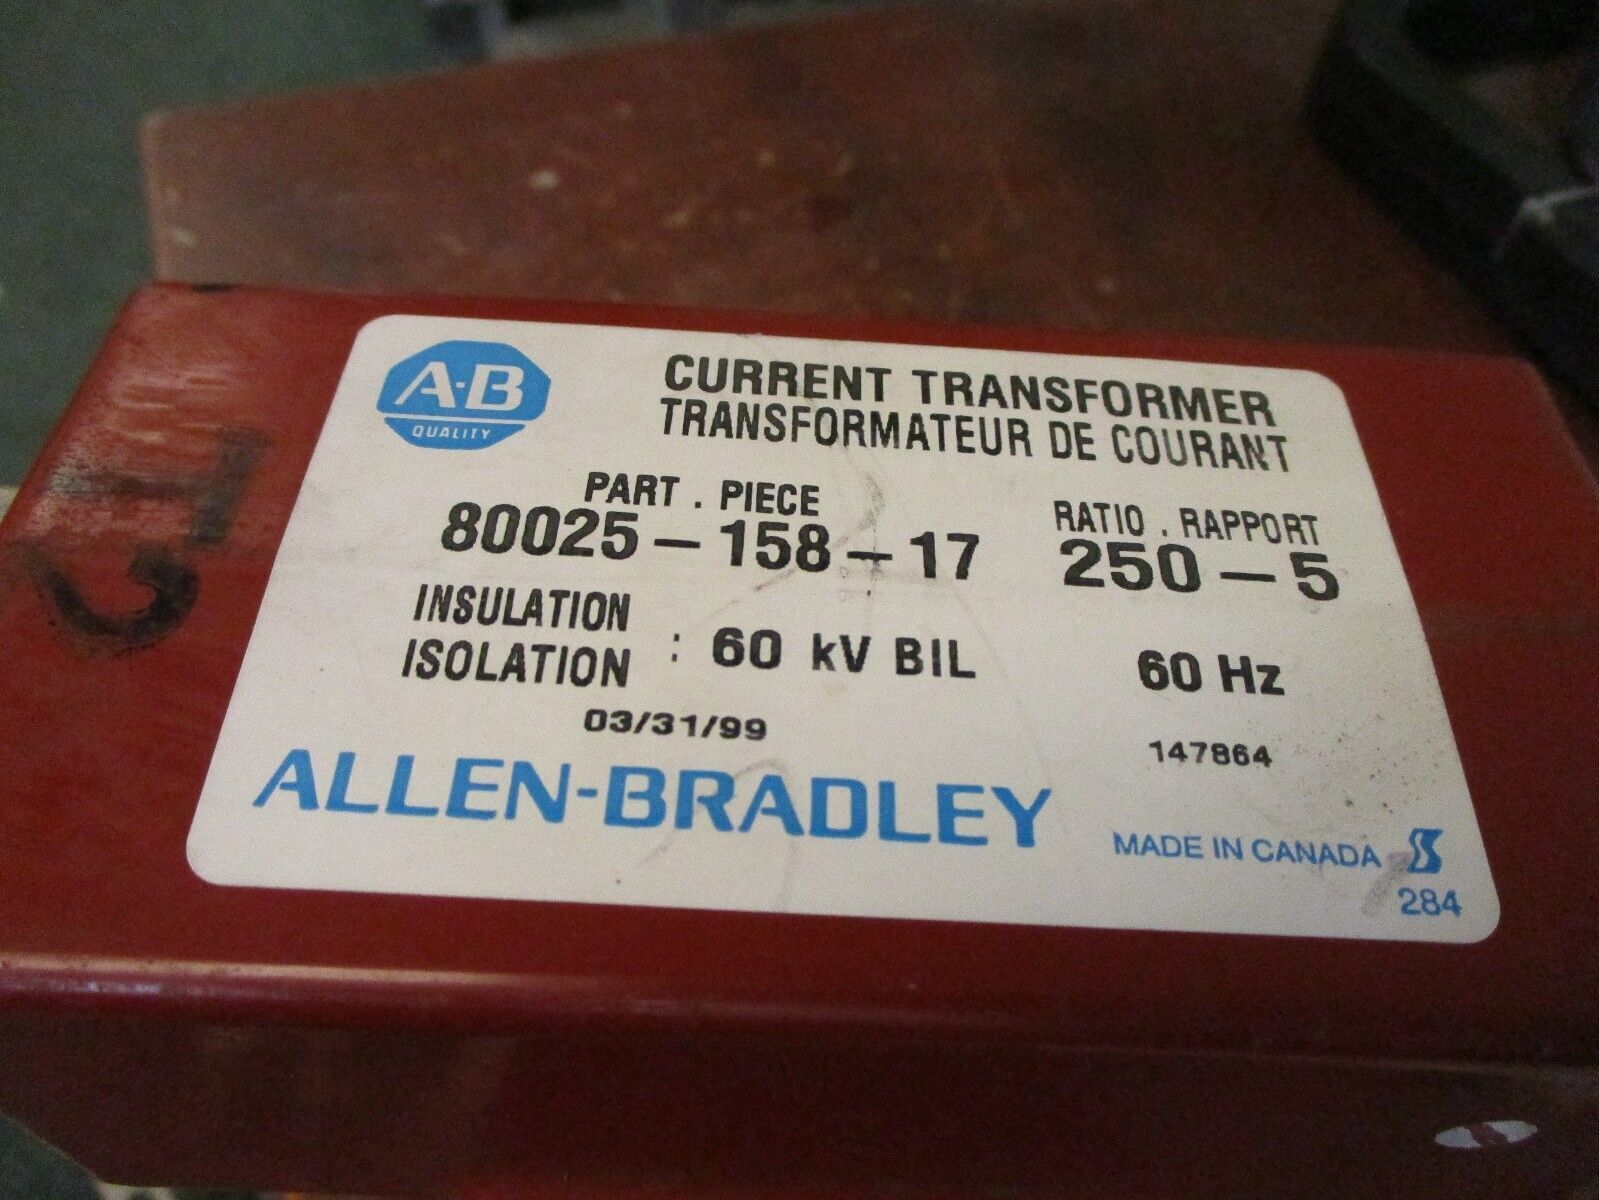 A-B
QUALITY
CURRENT TRANSFORMER
TRANSFORMATEUR DE COURANT
PART . PIECE
80025-158-17
RATIO . RAPPORT
250-5
INSULATION
ISOLATION : 60 kV BIL
60 Hz
03/31/99
147864
ALLEN-BRADLEY
MADE IN CANADA
284